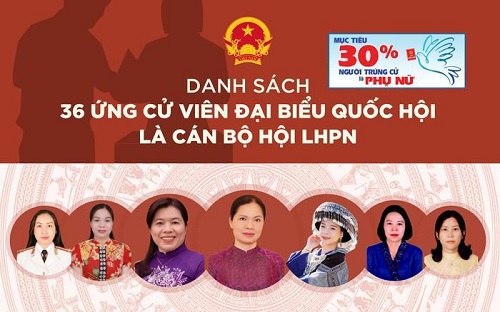 MỤC TIÊU
30%
NGƯỜI TRÚNG CỬ
là PHỤ NỮ
DANH SÁCH
36 ỨNG CỬ VIÊN ĐẠI BIỂU QUỐC HỘI
LÀ CÁN BỘ HỘI LHPN